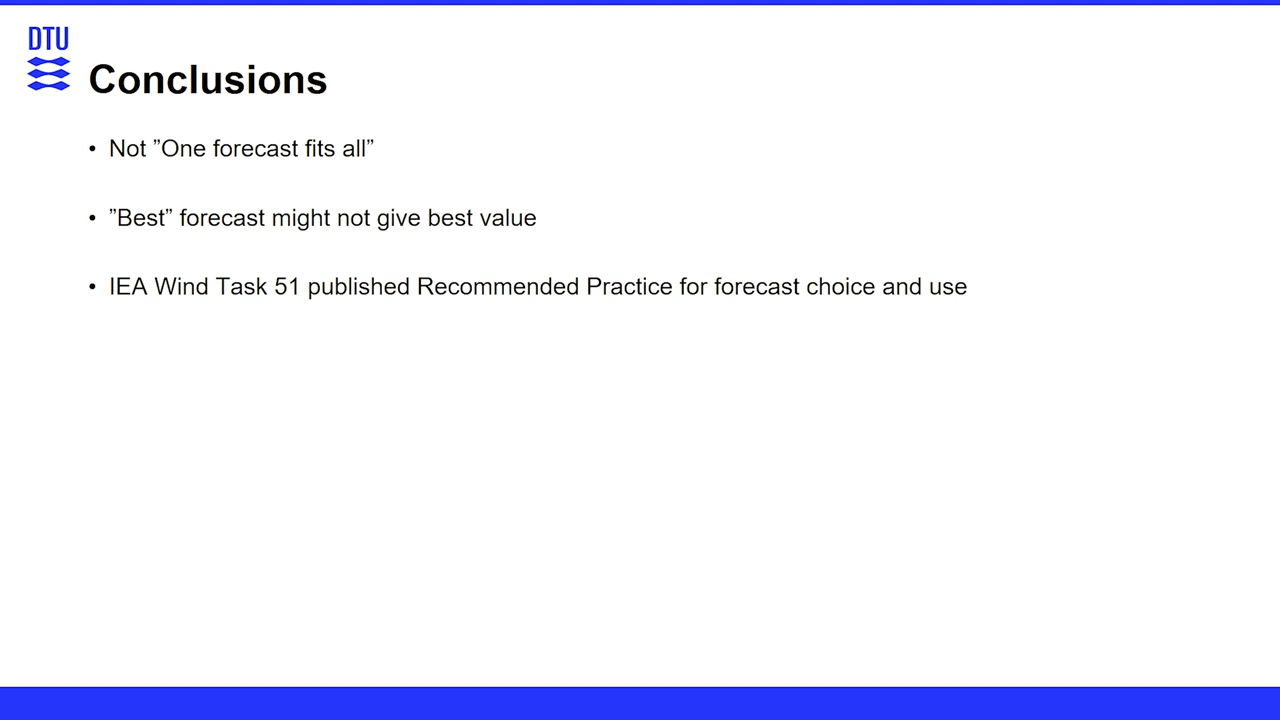 DTU
Conclusions
• Not ”One forecast fits all”
• ”Best” forecast might not give best value
• IEA Wind Task 51 published Recommended Practice for forecast choice and use